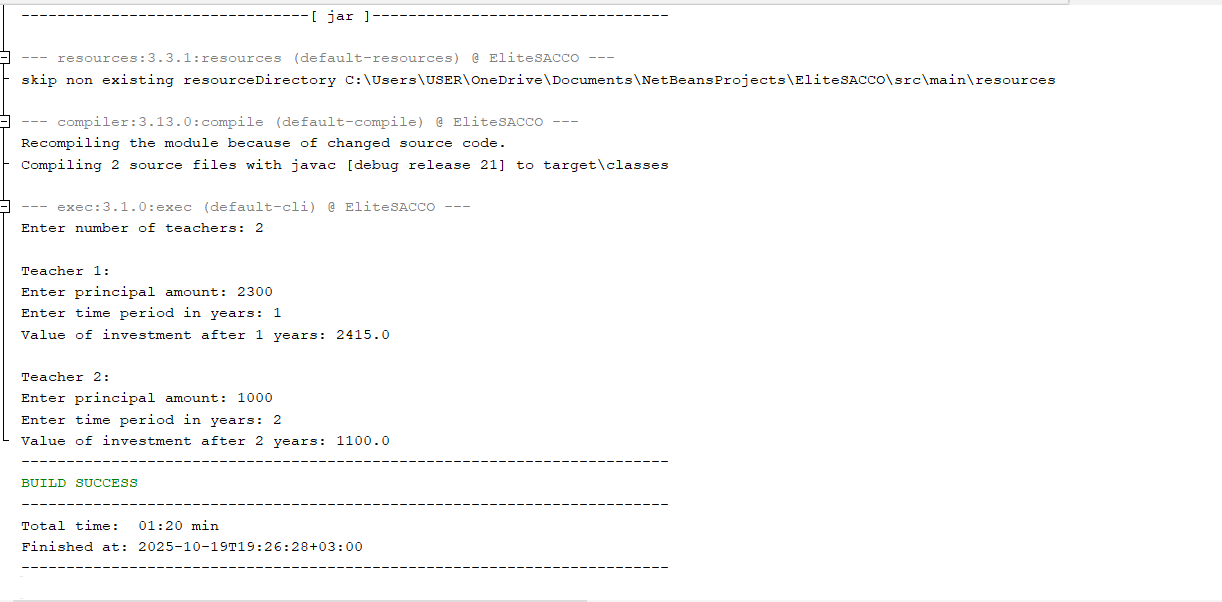 --------------------------------[ jar ]---------------------------------
--- resources:3.3.1:resources (default-resources) @ EliteSACCO ---
skip non existing resourceDirectory C:\Users\USER\OneDrive\Documents\NetBeansProjects\EliteSACCO\src\main\resources
--- compiler:3.13.0:compile (default-compile) @ EliteSACCO ---
Recompiling the module because of changed source code.
Compiling 2 source files with javac [debug release 21] to target\classes
--- exec:3.1.0:exec (default-cli) @ EliteSACCO ---
Enter number of teachers: 2
Teacher 1:
Enter principal amount: 2300
Enter time period in years: 1
Value of investment after 1 years: 2415.0
Teacher 2:
Enter principal amount: 1000
Enter time period in years: 2
Value of investment after 2 years: 1100.0
------------------------------------------------------------------------
BUILD SUCCESS
------------------------------------------------------------------------
Total time:  01:20 min
Finished at: 2025-10-19T19:26:28+03:00
------------------------------------------------------------------------